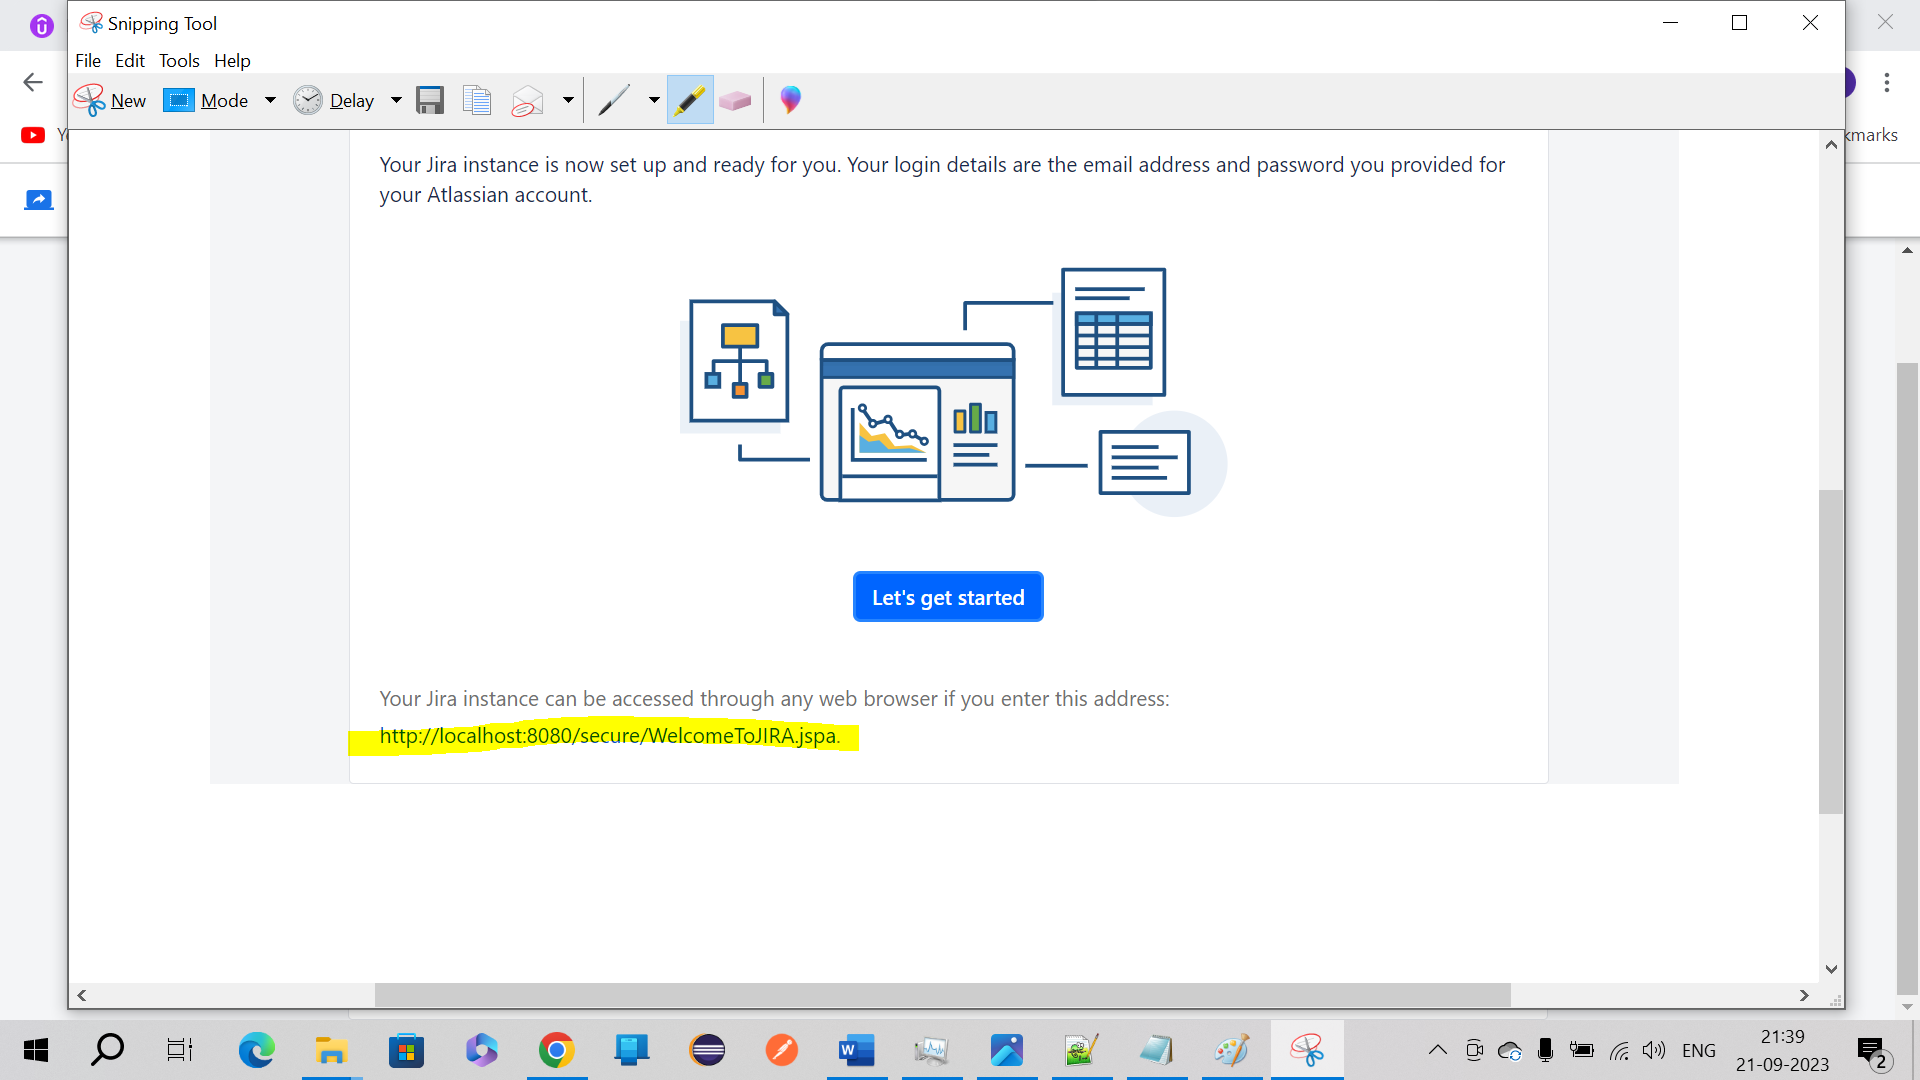 Snipping Tool
File Edit Tools Help
New Mode Delay
kmarks
Your Jira instance is now set up and ready for you. Your login details are the email address and password you provided for
your Atlassian account.
Let's get started
Your Jira instance can be accessed through any web browser if you enter this address:
http://localhost:8080/secure/WelcomeToJIRA.jspa.
W
ENG
21:39
21-09-2023
2